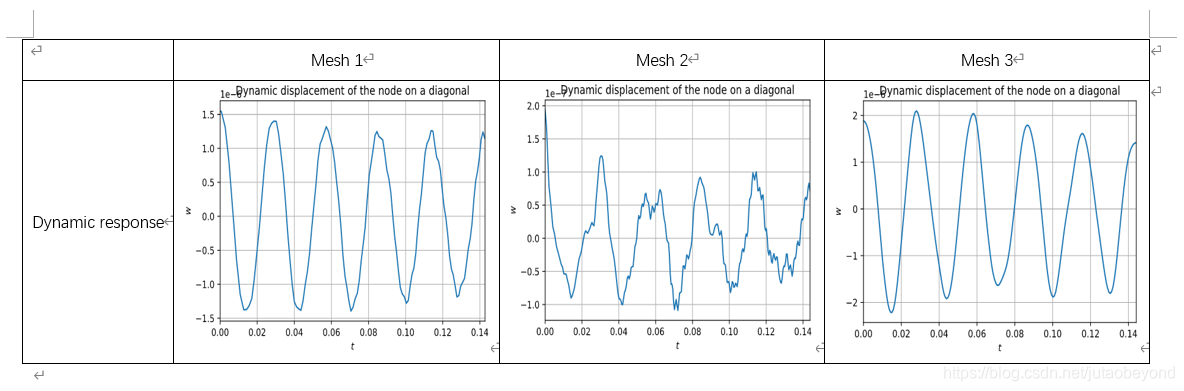 Mesh 1
Mesh 2
Mesh 3
Dynamic response
Dynamic displacement of the node on a diagonal
1.5
1.0
0.5
0.0
−0.5
−1.0
−1.5
w
0.00 0.02 0.04 0.06 0.08 0.10 0.12 0.14
t
1e−7
Dynamic displacement of the node on a diagonal
2.0
1.5
1.0
0.5
0.0
−0.5
−1.0
w
0.00 0.02 0.04 0.06 0.08 0.10 0.12 0.14
t
Dynamic displacement of the node on a diagonal
2
1
0
−1
−2
w
0.00 0.02 0.04 0.06 0.08 0.10 0.12 0.14
t
https://blog.csdn.net/jutaobeyond